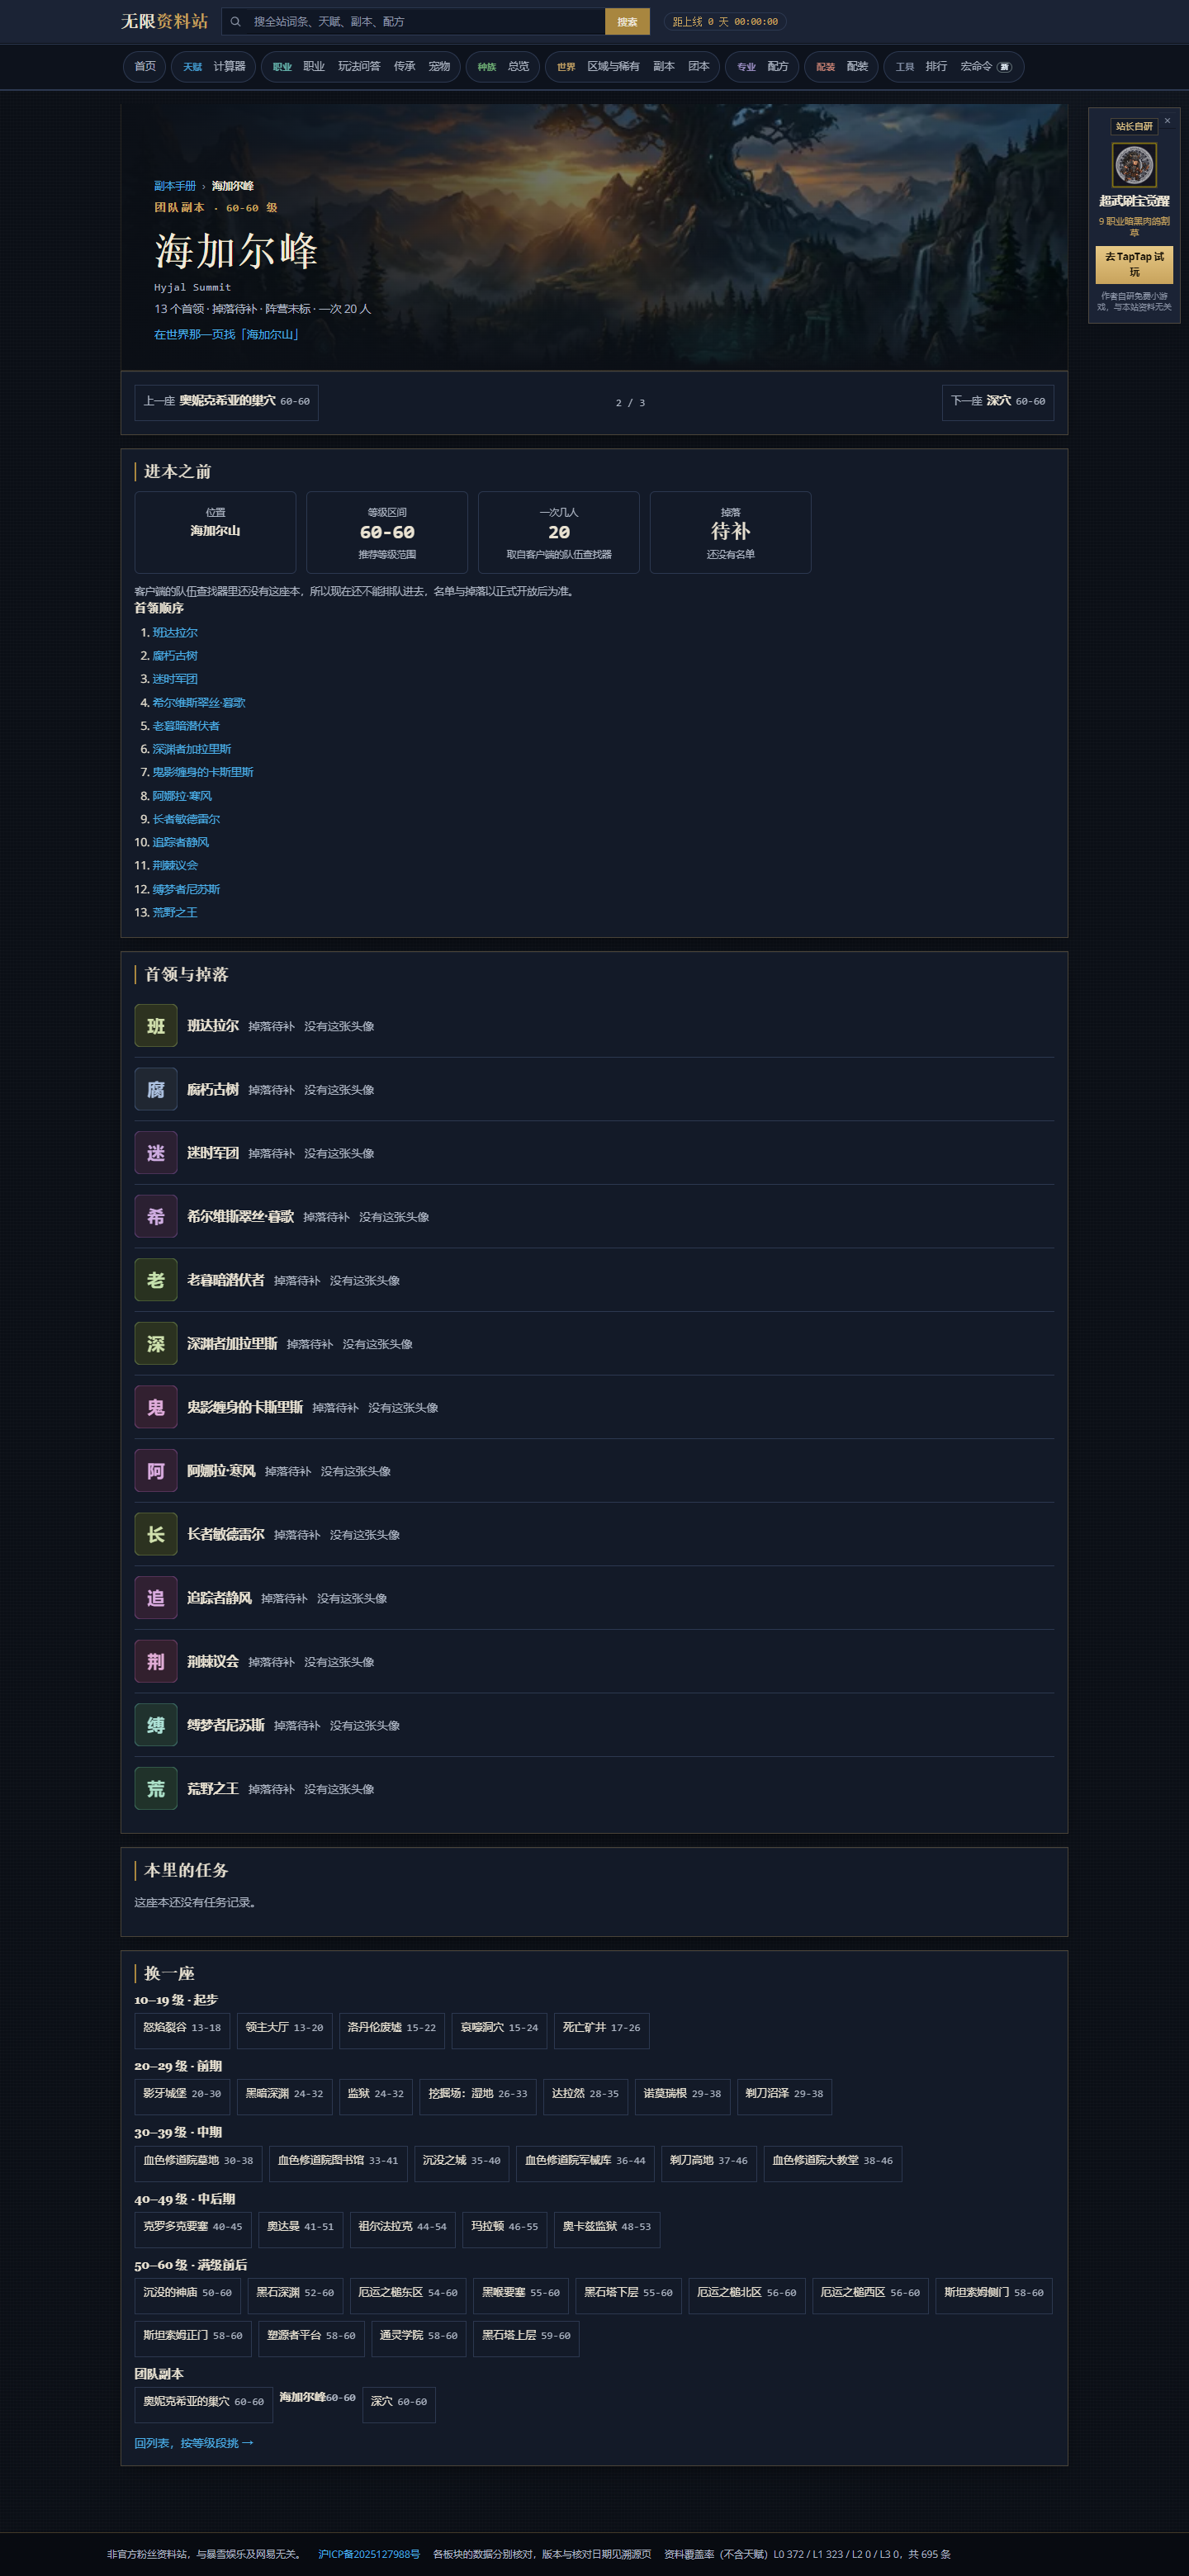 无限资料站 搜全站词条、天赋、副本、配方 搜索 距上线 0 天 00:00:00
首页 天赋 计算器 职业 职业 玩法问答 传承 宠物 种族 总览 世界 区域与稀有 副本 团本 专业 配方 配装 配装 工具 排行 宏命令 新
站长自研 ×
超武刷宝觉醒
9 职业暗黑肉鸽割
草
去 TapTap 试
玩
作者自研免费小游
戏，与本站资料无关
副本手册 › 海加尔峰
团队副本 · 60-60 级
海加尔峰
Hyjal Summit
13 个首领 · 掉落待补 · 阵营未标 · 一次 20 人
在世界那一页找「海加尔山」
上一座 奥妮克希亚的巢穴 60-60
2 / 3
下一座 深穴 60-60
进本之前
位置
海加尔山
等级区间
60-60
推荐等级范围
一次几人
20
取自客户端的队伍查找器
掉落
待补
还没有名单
客户端的队伍查找器里还没有这座本，所以现在还不能排队进去，名单与掉落以正式开放后为准。
首领顺序
1. 班达拉尔
2. 腐朽古树
3. 迷时军团
4. 希尔维斯翠丝·暮歌
5. 老暮暗潜伏者
6. 深渊者加拉里斯
7. 鬼影缠身的卡斯里斯
8. 阿娜拉·寒风
9. 长者敏德雷尔
10. 追踪者静风
11. 荆棘议会
12. 缚梦者尼苏斯
13. 荒野之王
首领与掉落
班 班达拉尔 掉落待补 没有这张头像
腐 腐朽古树 掉落待补 没有这张头像
迷 迷时军团 掉落待补 没有这张头像
希 希尔维斯翠丝·暮歌 掉落待补 没有这张头像
老 老暮暗潜伏者 掉落待补 没有这张头像
深 深渊者加拉里斯 掉落待补 没有这张头像
鬼 鬼影缠身的卡斯里斯 掉落待补 没有这张头像
阿 阿娜拉·寒风 掉落待补 没有这张头像
长 长者敏德雷尔 掉落待补 没有这张头像
追 追踪者静风 掉落待补 没有这张头像
荆 荆棘议会 掉落待补 没有这张头像
缚 缚梦者尼苏斯 掉落待补 没有这张头像
荒 荒野之王 掉落待补 没有这张头像
本里的任务
这座本还没有任务记录。
换一座
10–19 级 · 起步
怒焰裂谷 13-18 领主大厅 13-20 洛丹伦废墟 15-22 哀嚎洞穴 15-24 死亡矿井 17-26
20–29 级 · 前期
影牙城堡 20-30 黑暗深渊 24-32 监狱 24-32 挖掘场：湿地 26-33 达拉然 28-35 诺莫瑞根 29-38 剃刀沼泽 29-38
30–39 级 · 中期
血色修道院墓地 30-38 血色修道院图书馆 33-41 沉没之城 35-40 血色修道院军械库 36-44 剃刀高地 37-46 血色修道院大教堂 38-46
40–49 级 · 中后期
克罗多克要塞 40-45 奥达曼 41-51 祖尔法拉克 44-54 玛拉顿 46-55 奥卡兹监狱 48-53
50–60 级 · 满级前后
沉没的神庙 50-60 黑石深渊 52-60 厄运之槌东区 54-60 黑喉要塞 55-60 黑石塔下层 55-60 厄运之槌北区 56-60 厄运之槌西区 56-60 斯坦索姆侧门 58-60
斯坦索姆正门 58-60 塑源者平台 58-60 通灵学院 58-60 黑石塔上层 59-60
团队副本
奥妮克希亚的巢穴 60-60 海加尔峰60-60 深穴 60-60
回列表，按等级段挑 →
非官方粉丝资料站，与暴雪娱乐及网易无关。 沪ICP备2025127988号 各板块的数据分别核对，版本与核对日期见溯源页 资料覆盖率（不含天赋）L0 372 / L1 323 / L2 0 / L3 0，共 695 条